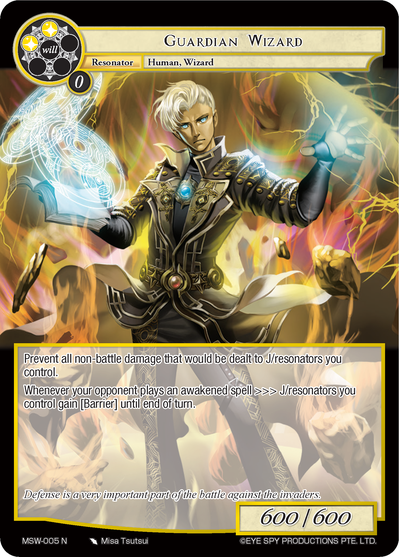 GUARDIAN WIZARD
will
0
Resonator
Human, Wizard
Prevent all non-battle damage that would be dealt to J/resonators you
control.
Whenever your opponent plays an awakened spell >>> J/resonators you
control gain [Barrier] until end of turn.
Defense is a very important part of the battle against the invaders.
600/600
MSW-005 N
Misa Tsutsui
©EYE SPY PRODUCTIONS PTE. LTD.